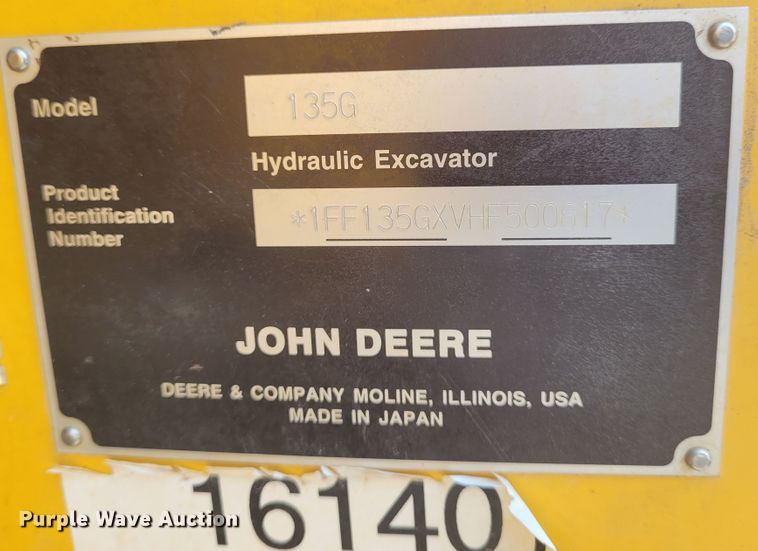 Model 135G
Hydraulic Excavator
Product
Identification
Number
*1FF135GXVHF500617*
JOHN DEERE
DEERE & COMPANY MOLINE, ILLINOIS, USA
MADE IN JAPAN
16140
Purple Wave Auction